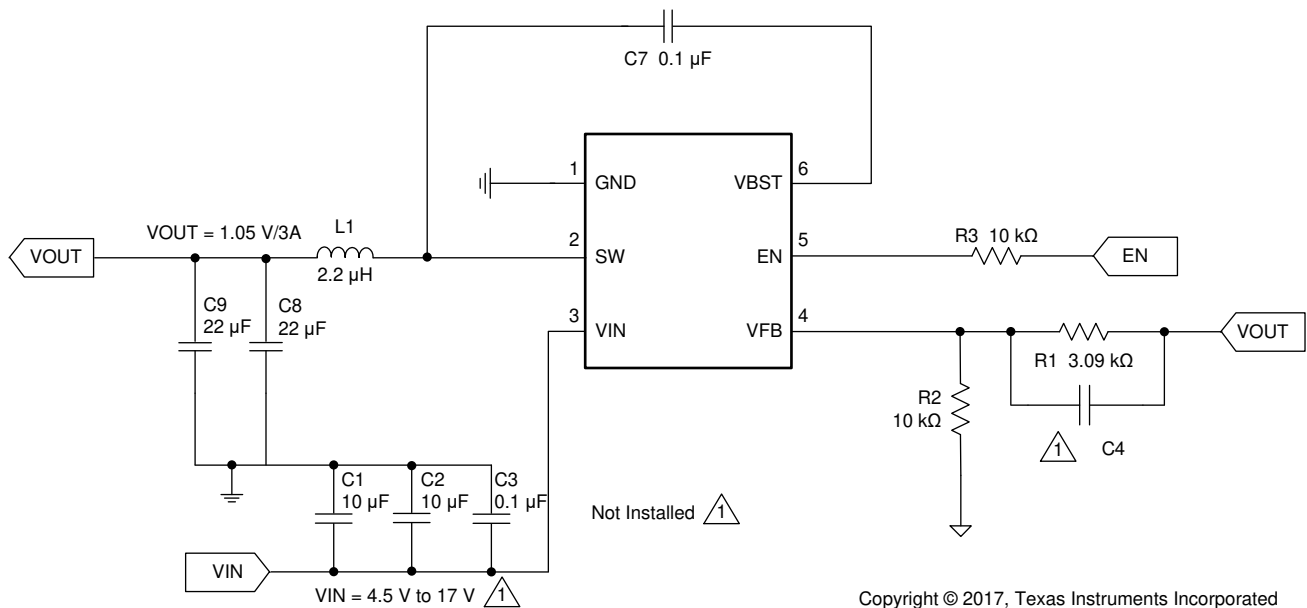 C7 0.1 µF
1
GND
VBST
6
VOUT
VOUT = 1.05 V/3A
L1
2.2 µH
2
SW
EN
5
R3 10 kΩ
EN
C9
22 µF
C8
22 µF
3
VIN
VFB
4
VOUT
R1 3.09 kΩ
R2
10 kΩ
1
C4
C1
10 µF
C2
10 µF
C3
0.1 µF
Not Installed 1
VIN
VIN = 4.5 V to 17 V 1
Copyright © 2017, Texas Instruments Incorporated